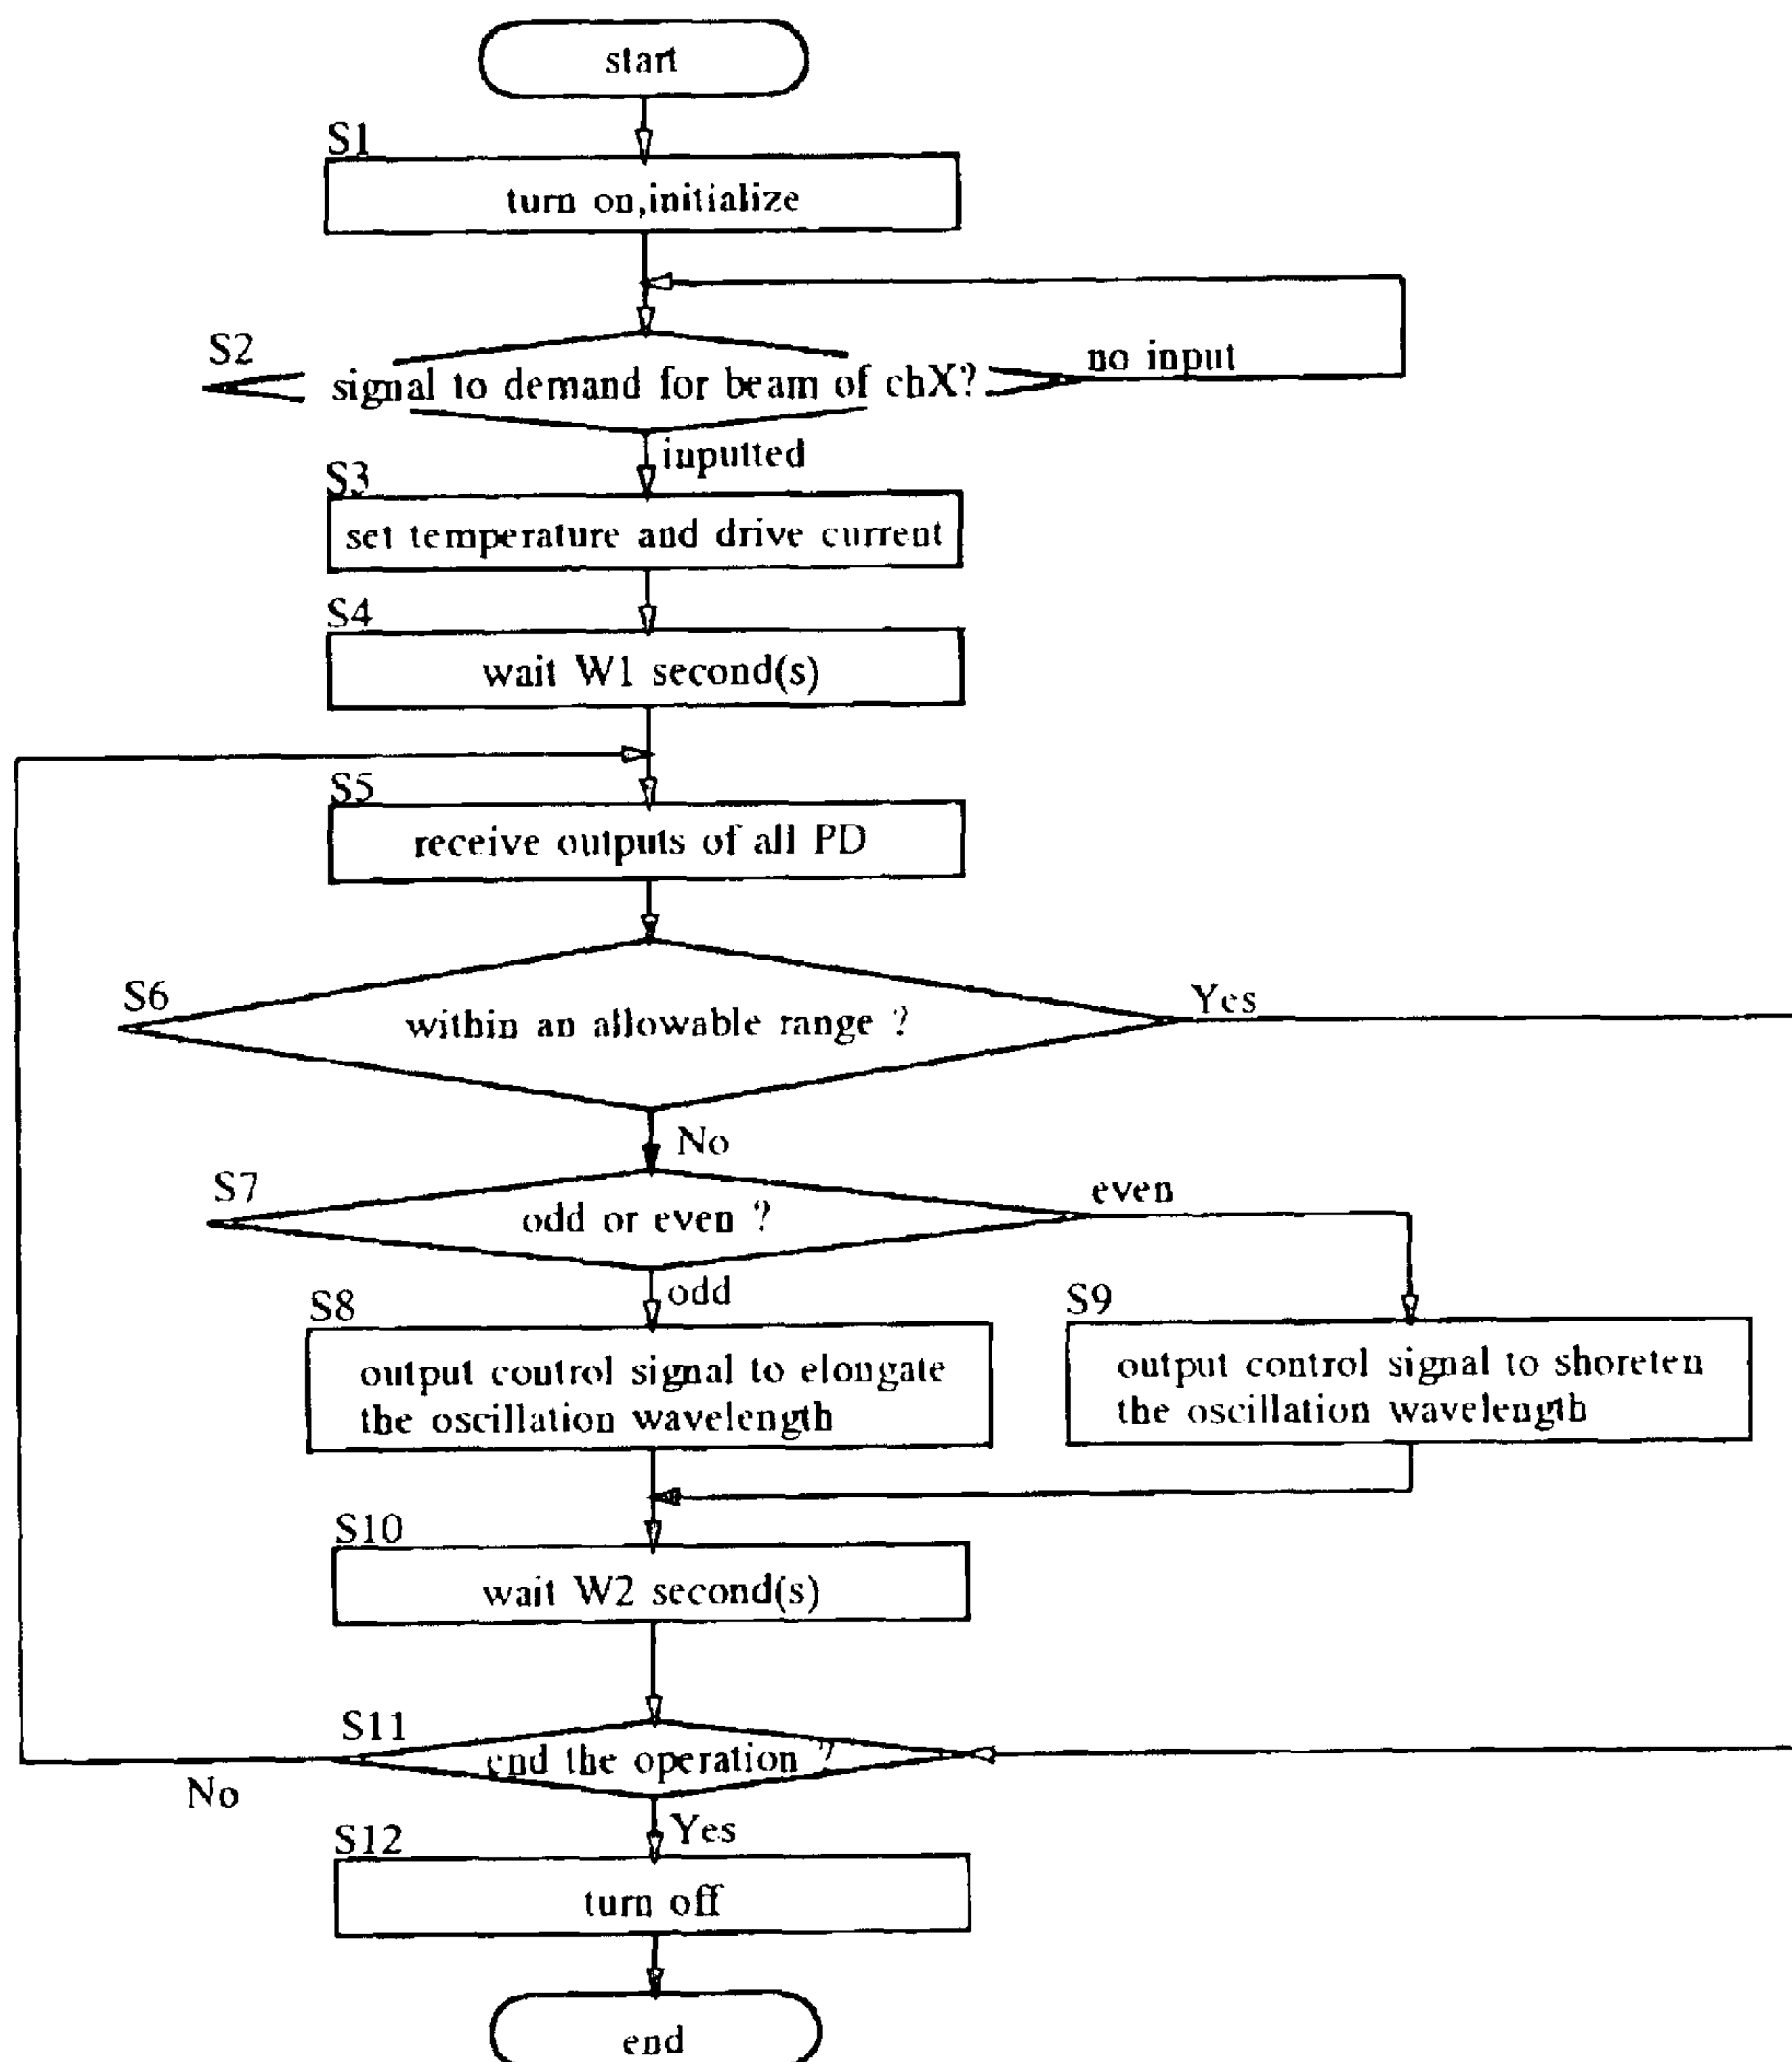 start
S1
turn on,initialize
S2
signal to demand for beam of chX?
no input
inputted
S3
set temperature and drive current
S4
wait W1 second(s)
S5
receive outputs of all PD
S6
within an allowable range ?
Yes
No
S7
odd or even ?
even
odd
S8
output control signal to elongate
the oscillation wavelength
S9
output control signal to shoreten
the oscillation wavelength
S10
wait W2 second(s)
S11
end the operation ?
No
Yes
S12
turn off
end